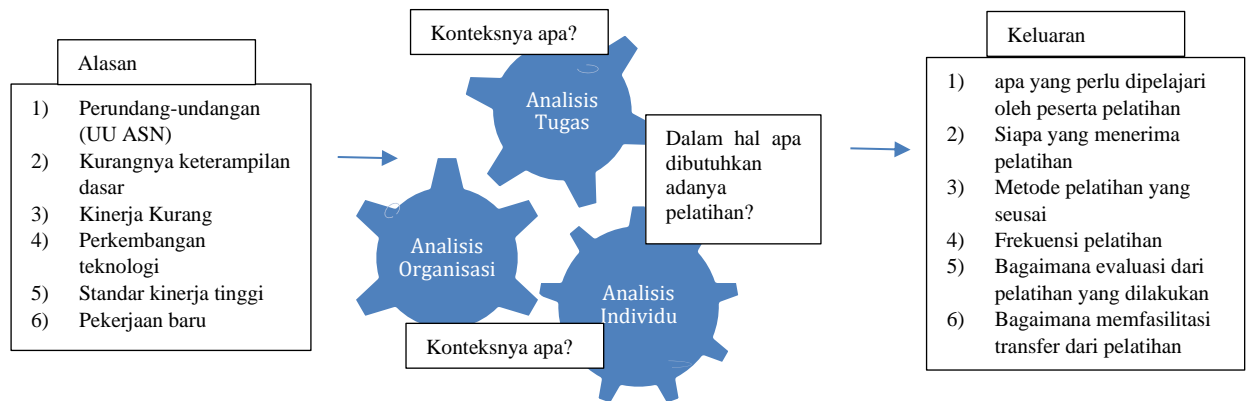 Alasan
1) Perundang-undangan
(UU ASN)
2) Kurangnya keterampilan
dasar
3) Kinerja Kurang
4) Perkembangan
teknologi
5) Standar kinerja tinggi
6) Pekerjaan baru
Konteksnya apa?
Analisis
Tugas
Dalam hal apa
dibutuhkan
adanya
pelatihan?
Analisis
Organisasi
Analisis
Individu
Konteksnya apa?
Keluaran
1) apa yang perlu dipelajari
oleh peserta pelatihan
2) Siapa yang menerima
pelatihan
3) Metode pelatihan yang
seusai
4) Frekuensi pelatihan
5) Bagaimana evaluasi dari
pelatihan yang dilakukan
6) Bagaimana memfasilitasi
transfer dari pelatihan